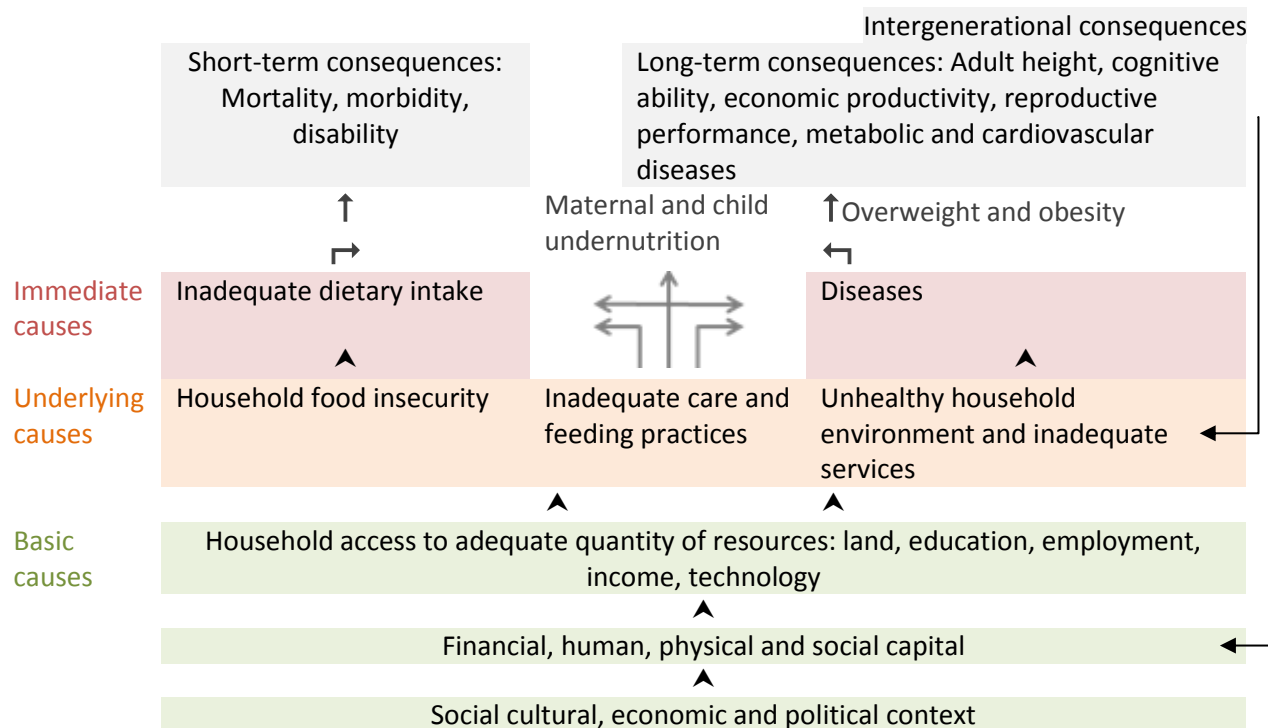 Intergenerational consequences
Short-term consequences:
Mortality, morbidity,
disability
Long-term consequences: Adult height, cognitive
ability, economic productivity, reproductive
performance, metabolic and cardiovascular
diseases
Maternal and child
undernutrition
Overweight and obesity
Immediate
causes
Inadequate dietary intake
Diseases
Underlying
causes
Household food insecurity
Inadequate care and
feeding practices
Unhealthy household
environment and inadequate
services
Basic
causes
Household access to adequate quantity of resources: land, education, employment,
income, technology
Financial, human, physical and social capital
Social cultural, economic and political context